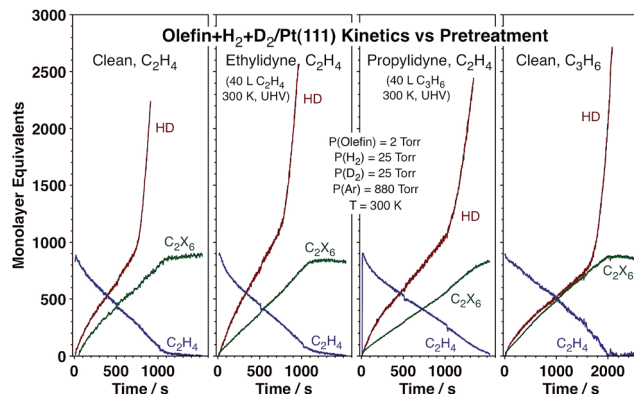 Olefin+H₂+D₂/Pt(111) Kinetics vs Pretreatment
Clean, C₂H₄
Ethylidyne, C₂H₄
(40 L C₂H₄
300 K, UHV)
Propylidyne, C₂H₄
(40 L C₃H₆
300 K, UHV)
Clean, C₃H₆
P(Olefin) = 2 Torr
P(H₂) = 25 Torr
P(D₂) = 25 Torr
P(Ar) = 880 Torr
T = 300 K
Monolayer Equivalents
3000
2500
2000
1500
1000
500
0
HD
C₂X₆
C₂H₄
HD
C₂X₆
C₂H₄
HD
C₂X₆
C₂H₄
HD
C₂X₆
C₂H₄
0 500 1000
0 500 1000
0 500 1000
0 1000 2000
Time / s
Time / s
Time / s
Time / s